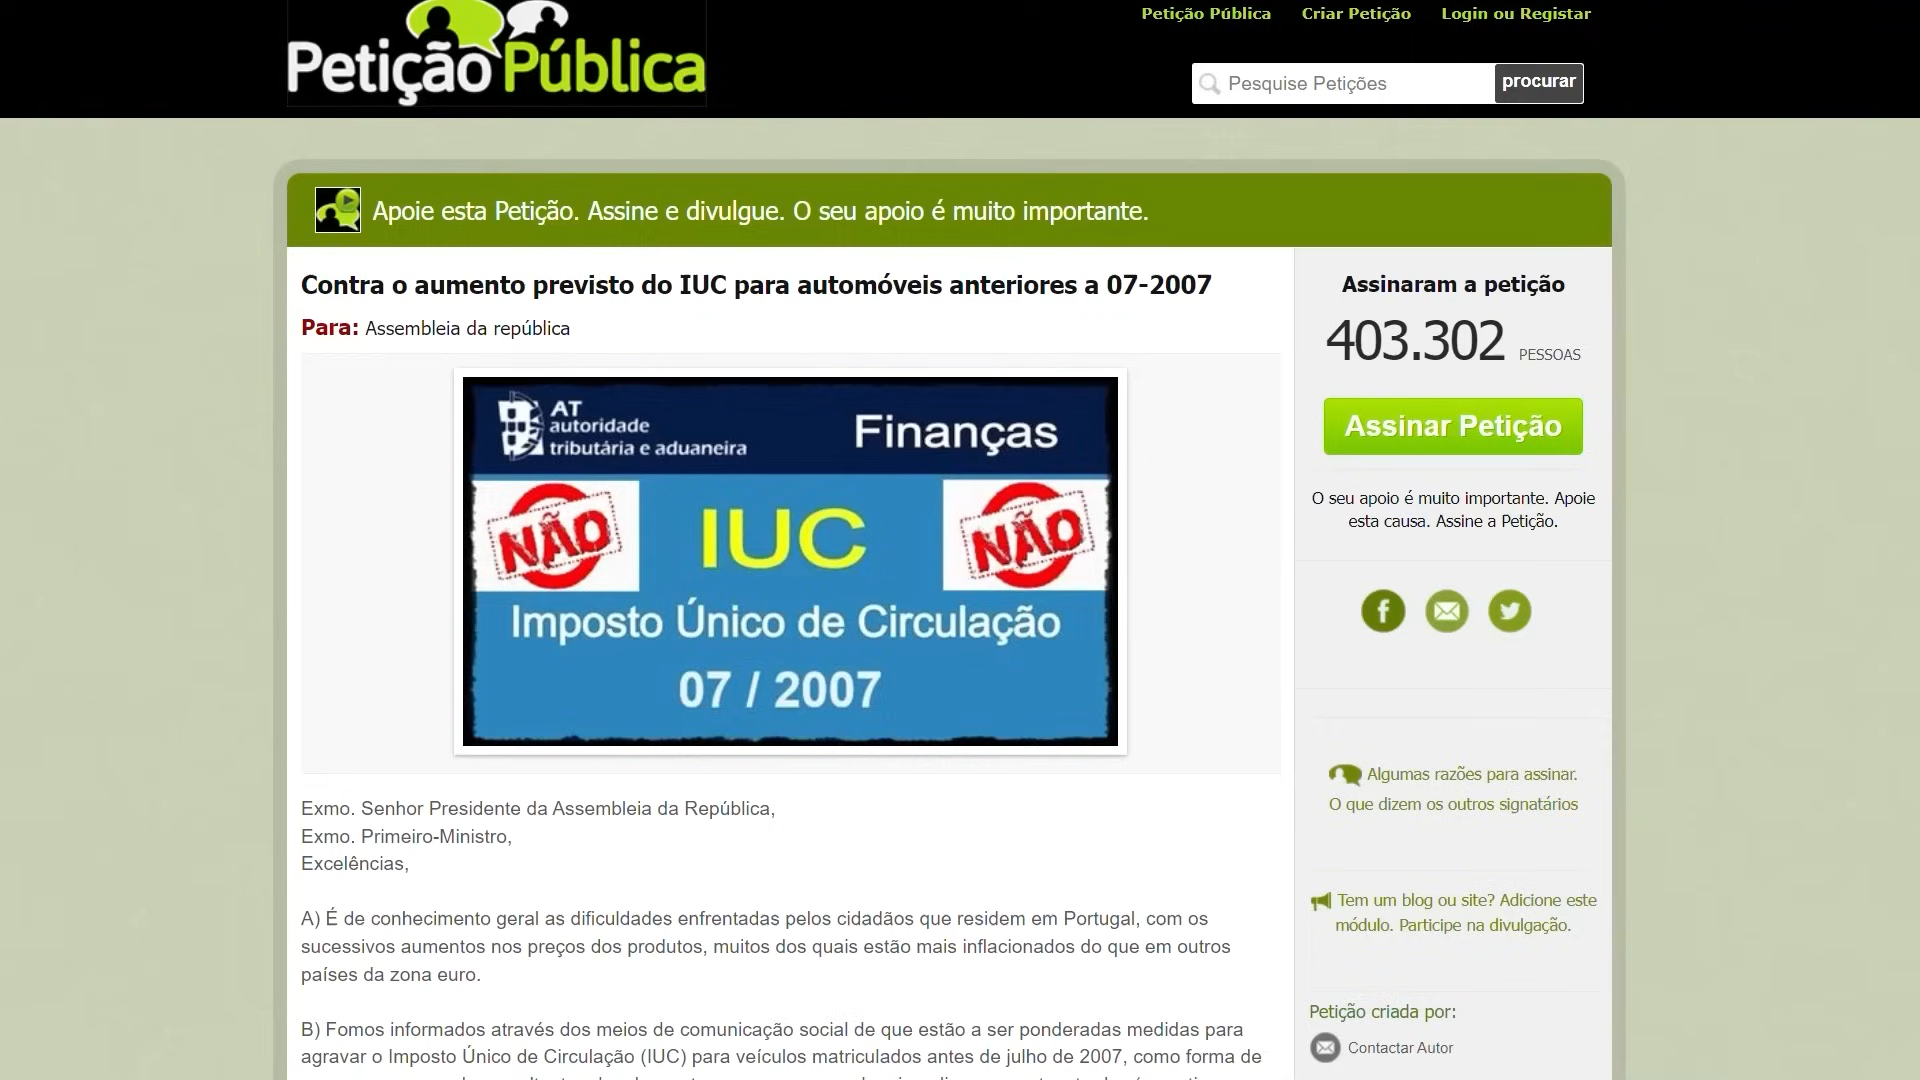 Petição Pública Criar Petição Login ou Registar
Petição Pública
Pesquise Petições procurar
Apoie esta Petição. Assine e divulgue. O seu apoio é muito importante.
Contra o aumento previsto do IUC para automóveis anteriores a 07-2007
Para: Assembleia da república
AT
autoridade
tributária e aduaneira
Finanças
NÃO
IUC
NÃO
Imposto Único de Circulação
07 / 2007
Exmo. Senhor Presidente da Assembleia da República,
Exmo. Primeiro-Ministro,
Excelências,
A) É de conhecimento geral as dificuldades enfrentadas pelos cidadãos que residem em Portugal, com os
sucessivos aumentos nos preços dos produtos, muitos dos quais estão mais inflacionados do que em outros
países da zona euro.
B) Fomos informados através dos meios de comunicação social de que estão a ser ponderadas medidas para
agravar o Imposto Único de Circulação (IUC) para veículos matriculados antes de julho de 2007, como forma de
Assinaram a petição
403.302 PESSOAS
Assinar Petição
O seu apoio é muito importante. Apoie
esta causa. Assine a Petição.
Algumas razões para assinar.
O que dizem os outros signatários
Tem um blog ou site? Adicione este
módulo. Participe na divulgação.
Petição criada por:
Contactar Autor